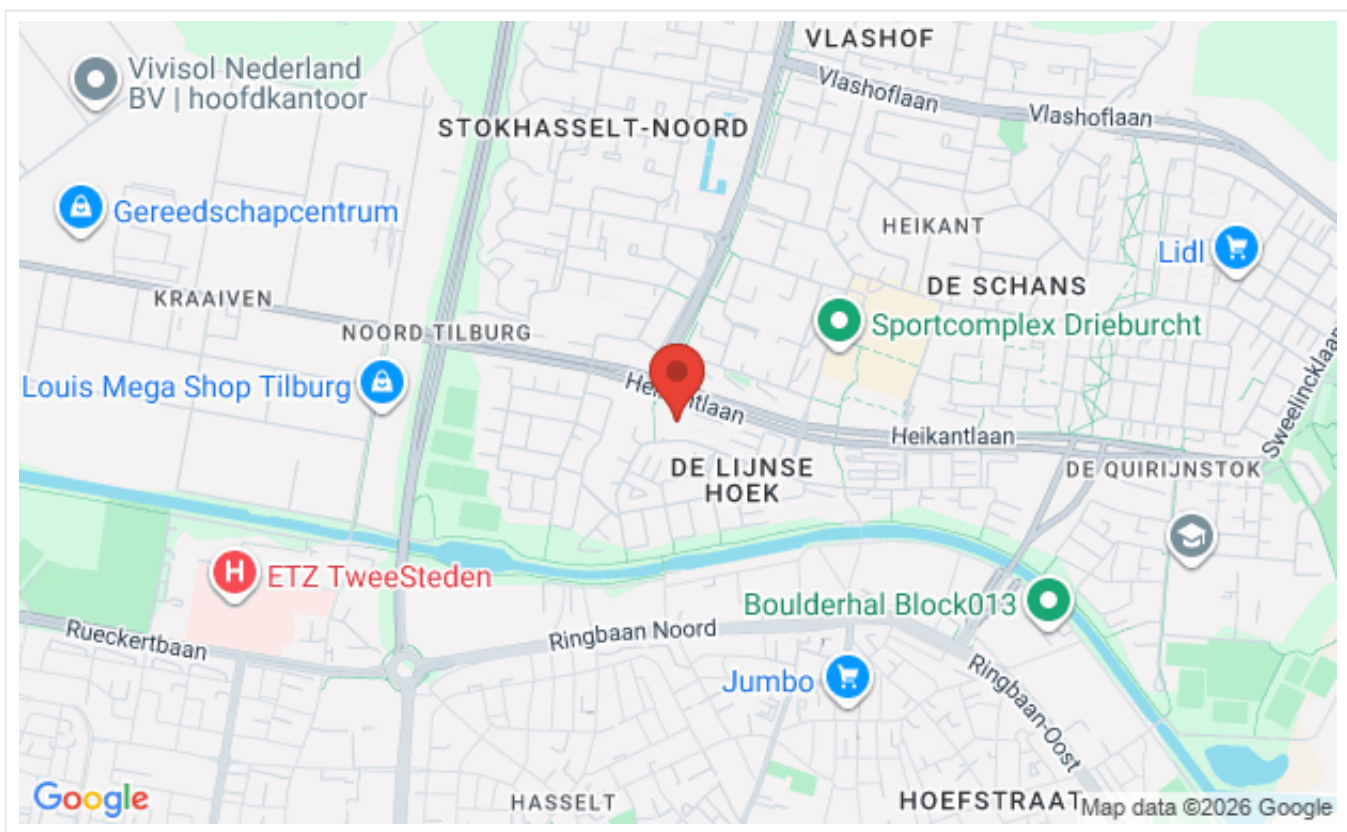 VLASHOF
Vivisol Nederland
BV | hoofdkantoor
Vlashoflaan
Vlashoflaan
STOKHASSELT-NOORD
Gereedschapcentrum
HEIKANT
Lidl
KRAAIVEN
DE SCHANS
NOORD TILBURG
Sportcomplex Drieburcht
Louis Mega Shop Tilburg
Heikantlaan
Sweelincklaan
Heikantlaan
DE LIJNSE
HOEK
DE QUIRIJNSTOK
H
ETZ TweeSteden
Boulderhal Block013
Rueckertbaan
Ringbaan Noord
Jumbo
Ringbaan-Oost
Google
HASSELT
HOEFSTRAAT
Map data ©2026 Google